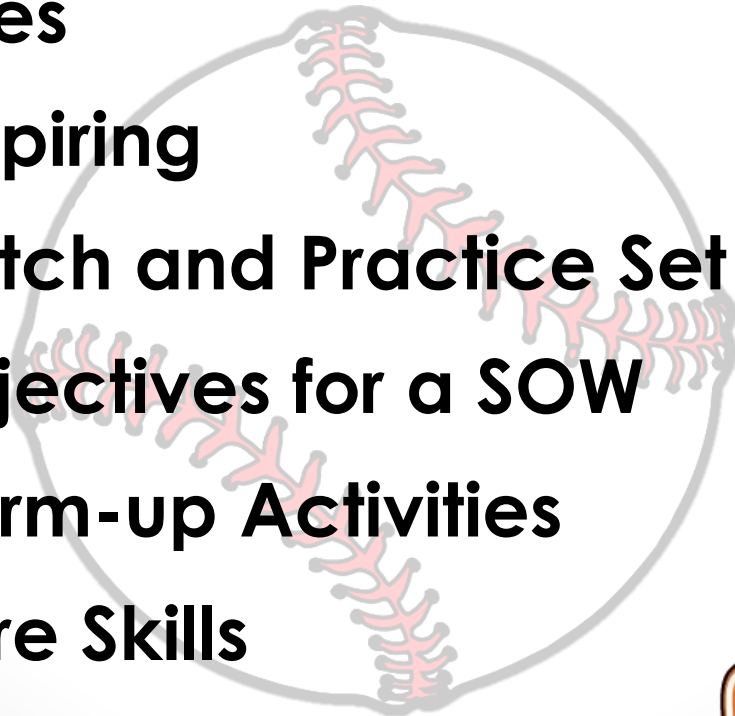 es
piring
tch and Practice Set
jectives for a SOW
rm-up Activities
re Skills